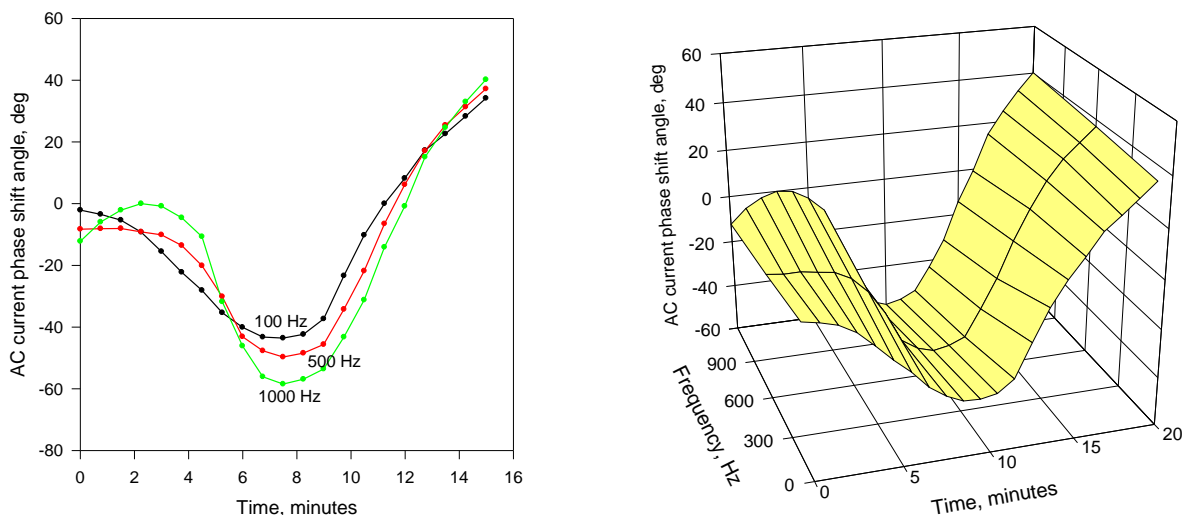 AC current phase shift angle, deg
60
40
20
0
-20
-40
-60
-80
0 2 4 6 8 10 12 14 16
Time, minutes
100 Hz
500 Hz
1000 Hz
AC current phase shift angle, deg
60
40
20
0
-20
-40
-60
900
600
300
0
Frequency, Hz
0 5 10 15 20
Time, minutes